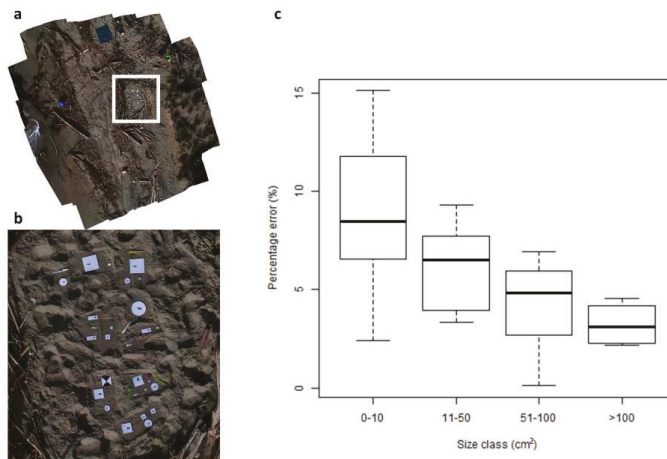 a
b
c
15
10
5
0
Percentage error (%)
0-10 11-50 51-100 >100
Size class (cm²)